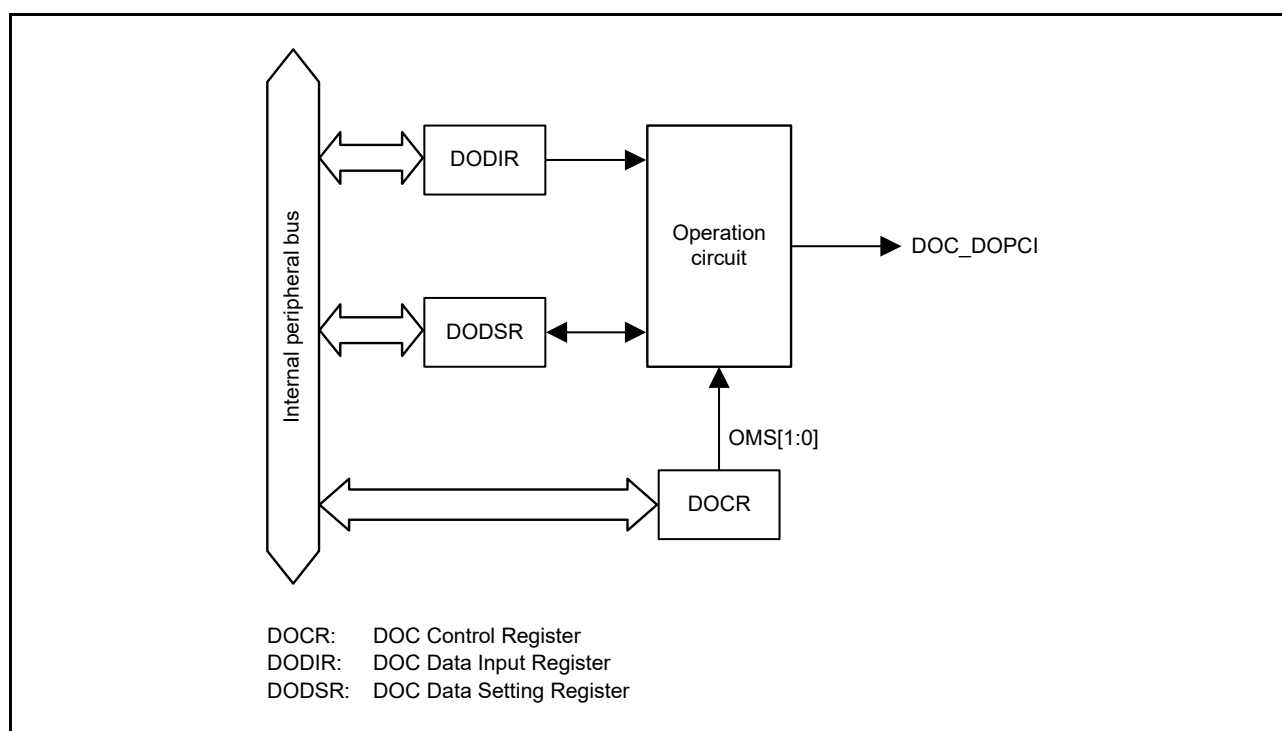 Internal peripheral bus
DODIR
Operation
circuit
DOC_DOPCI
DODSR
OMS[1:0]
DOCR
DOCR: DOC Control Register
DODIR: DOC Data Input Register
DODSR: DOC Data Setting Register